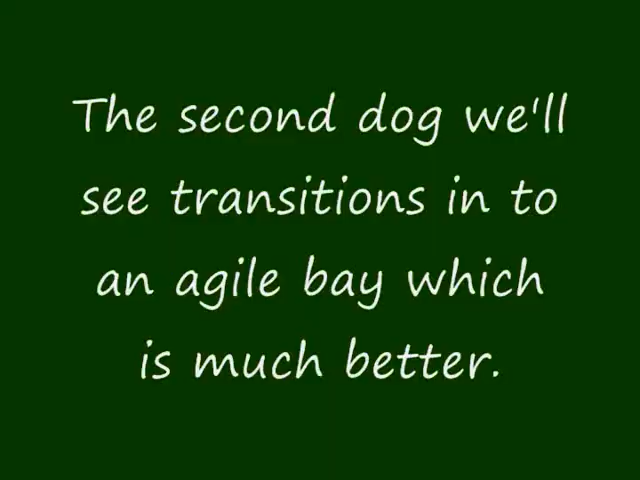 The second dog we'll
see transitions in to
an agile bay which
is much better.